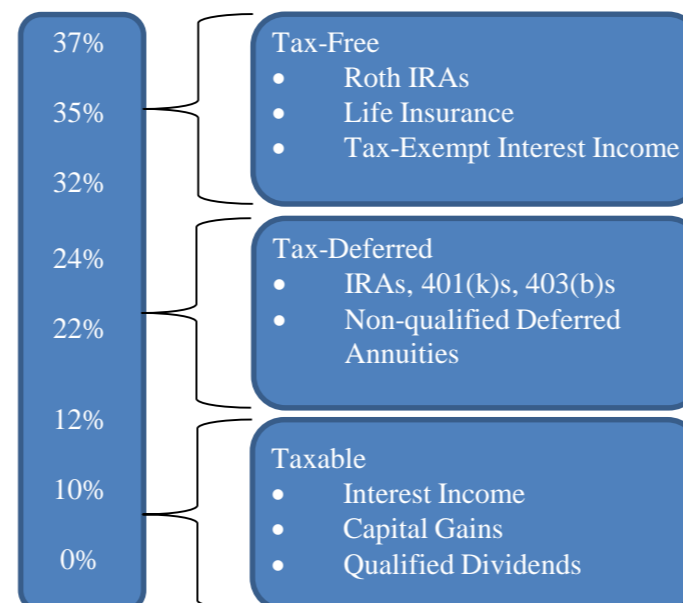 37%
35%
32%
24%
22%
12%
10%
0%
Tax-Free
• Roth IRAs
• Life Insurance
• Tax-Exempt Interest Income
Tax-Deferred
• IRAs, 401(k)s, 403(b)s
• Non-qualified Deferred
Annuities
Taxable
• Interest Income
• Capital Gains
• Qualified Dividends